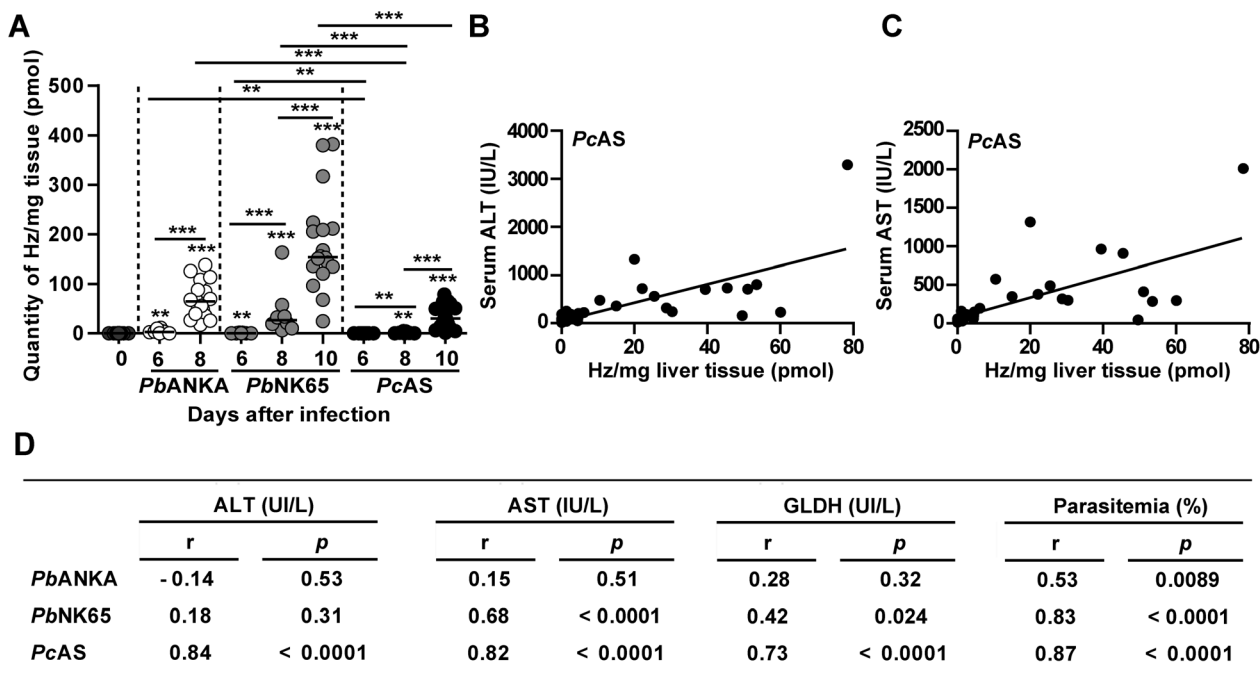 A
B
C
***
***
***
**
**
***
***
***
***
***
***
***
***
**
**
**
**
Quantity of Hz/mg tissue (pmol)
500
400
300
200
100
0
0 6 8 6 8 10 6 8 10
PbANKA PbNK65 PcAS
Days after infection
PcAS
Serum ALT (IU/L)
4000
3000
2000
1000
0
0 20 40 60 80
Hz/mg liver tissue (pmol)
PcAS
Serum AST (IU/L)
2500
2000
1500
1000
500
0
0 20 40 60 80
Hz/mg liver tissue (pmol)
D
ALT (UI/L) AST (IU/L) GLDH (UI/L) Parasitemia (%)
r p r p r p r p
PbANKA - 0.14 0.53 0.15 0.51 0.28 0.32 0.53 0.0089
PbNK65 0.18 0.31 0.68 < 0.0001 0.42 0.024 0.83 < 0.0001
PcAS 0.84 < 0.0001 0.82 < 0.0001 0.73 < 0.0001 0.87 < 0.0001